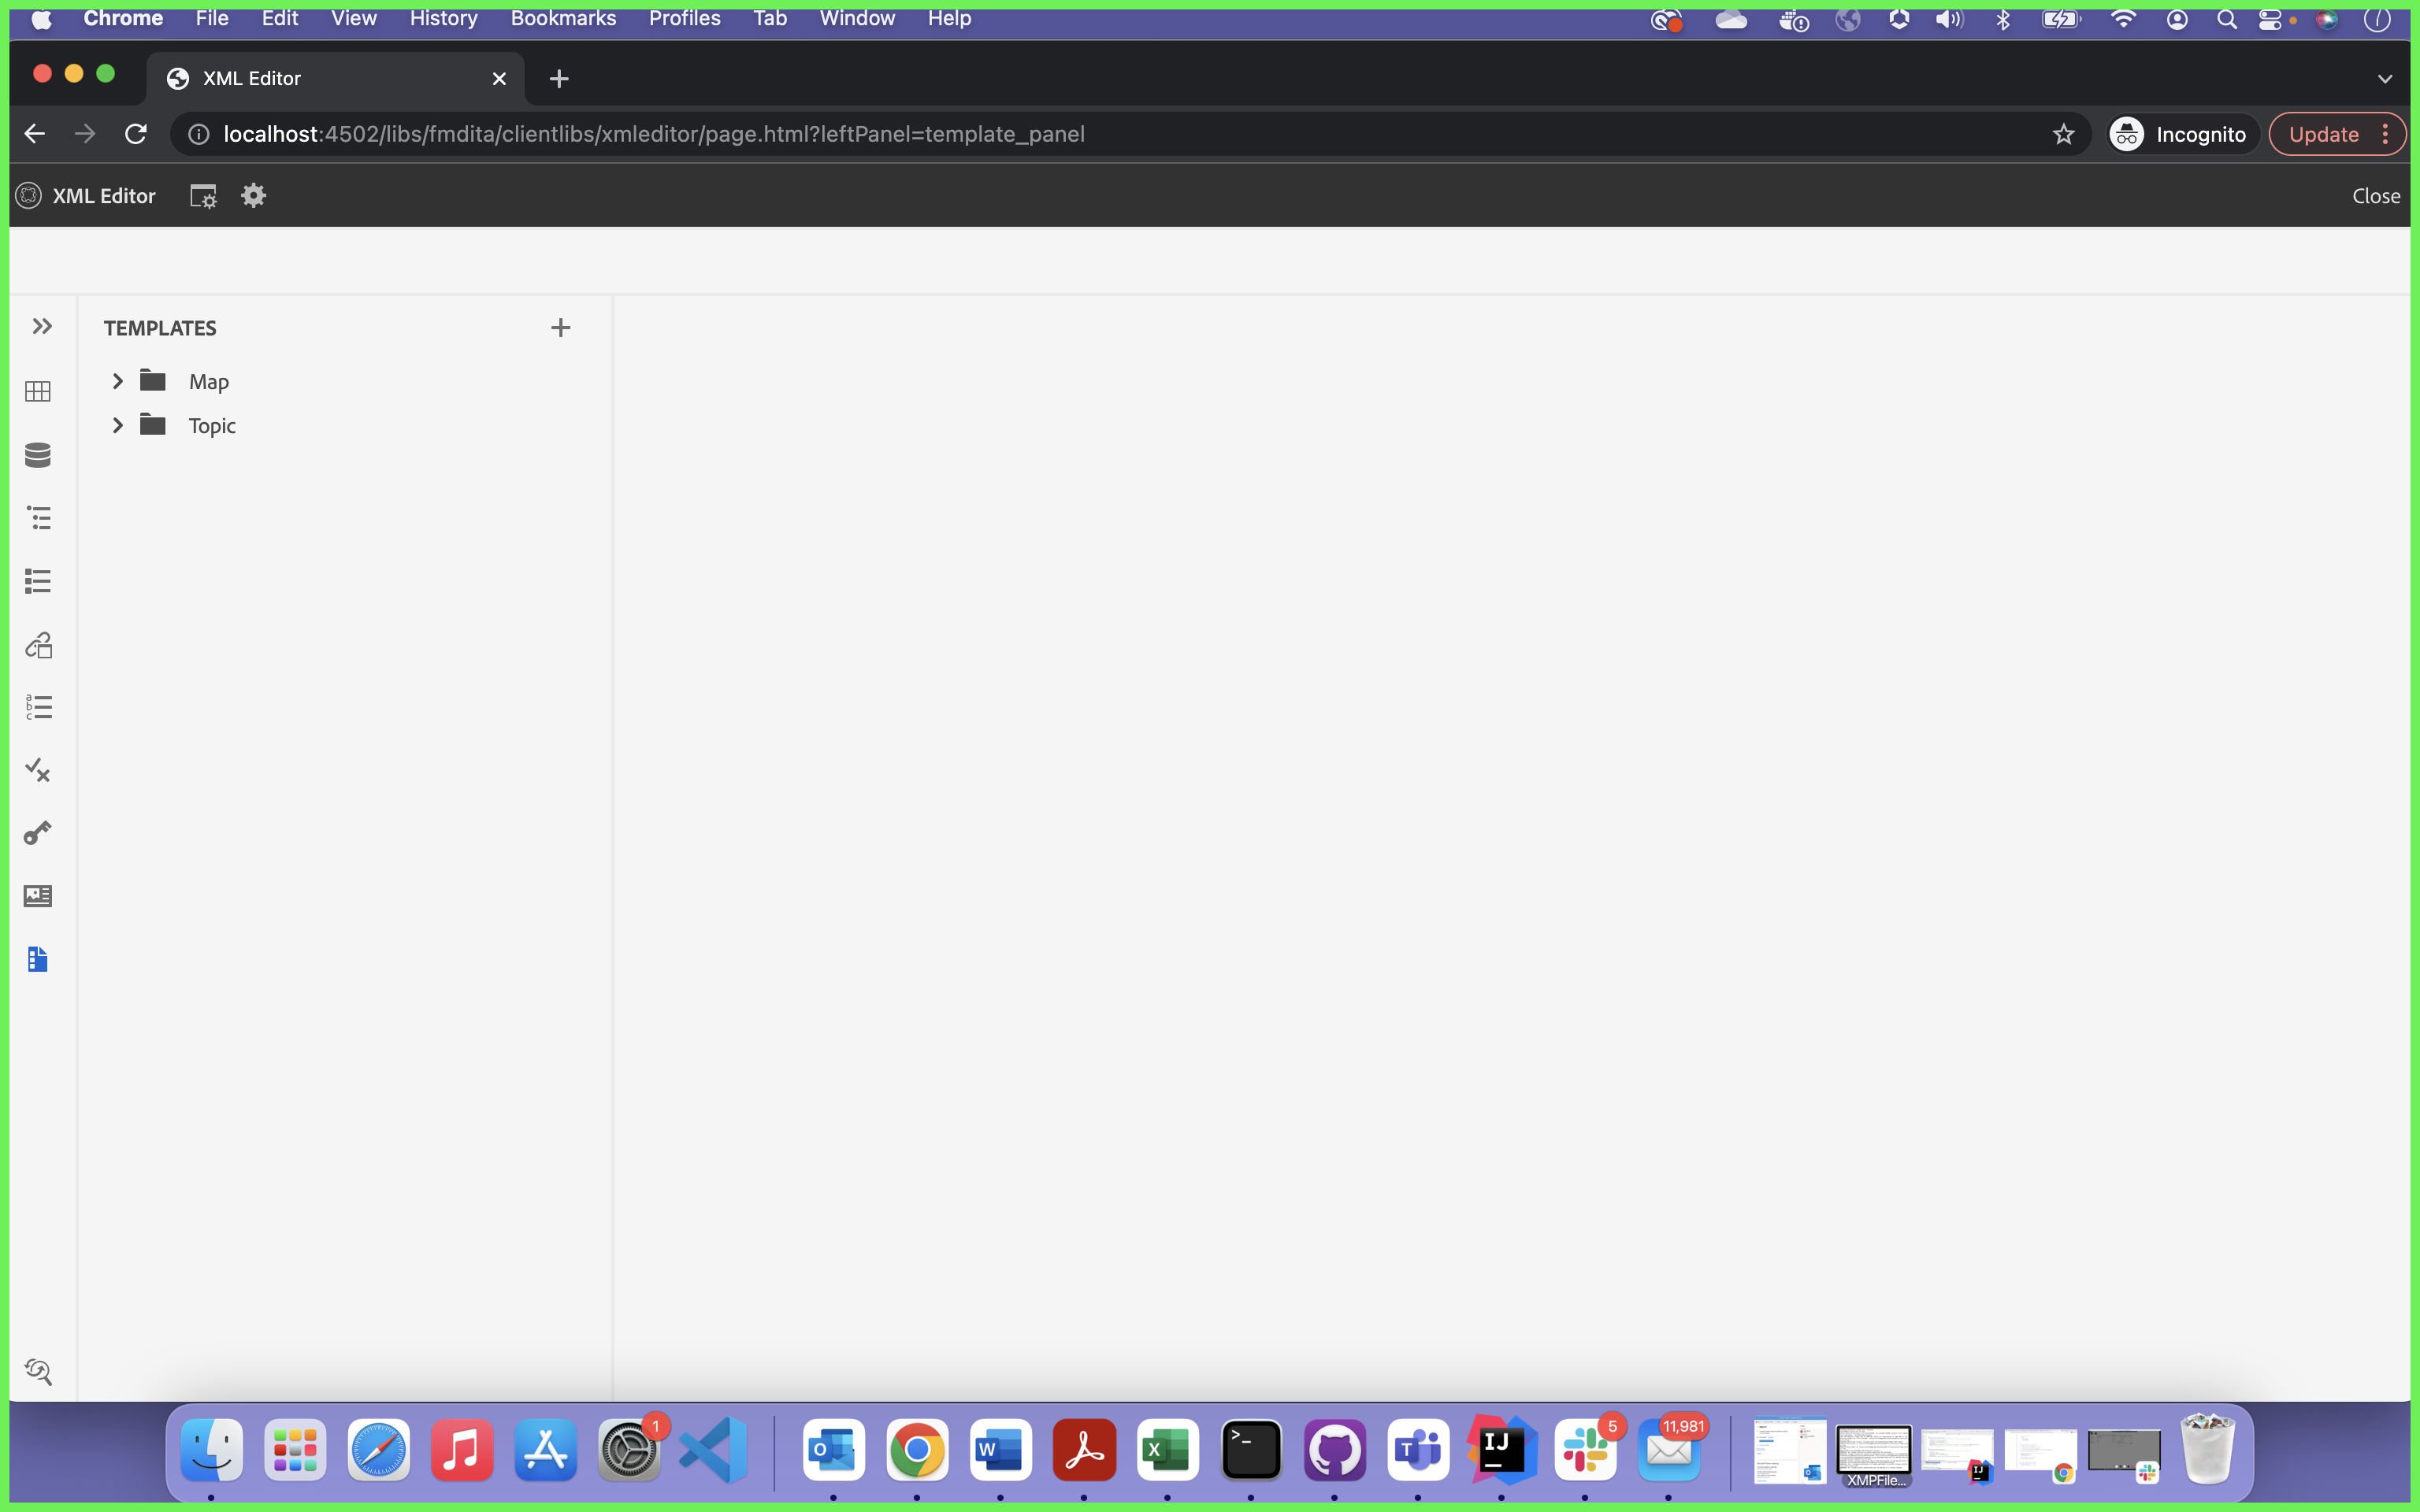 Chrome File Edit View History Bookmarks Profiles Tab Window Help
XML Editor
localhost:4502/libs/fmdita/clientlibs/xmleditor/page.html?leftPanel=template_panel
Incognito
Update
XML Editor
Close
TEMPLATES
Map
Topic
a
b
c
1
5
11,981
O
W
X
>_
T
IJ
XMPFile...